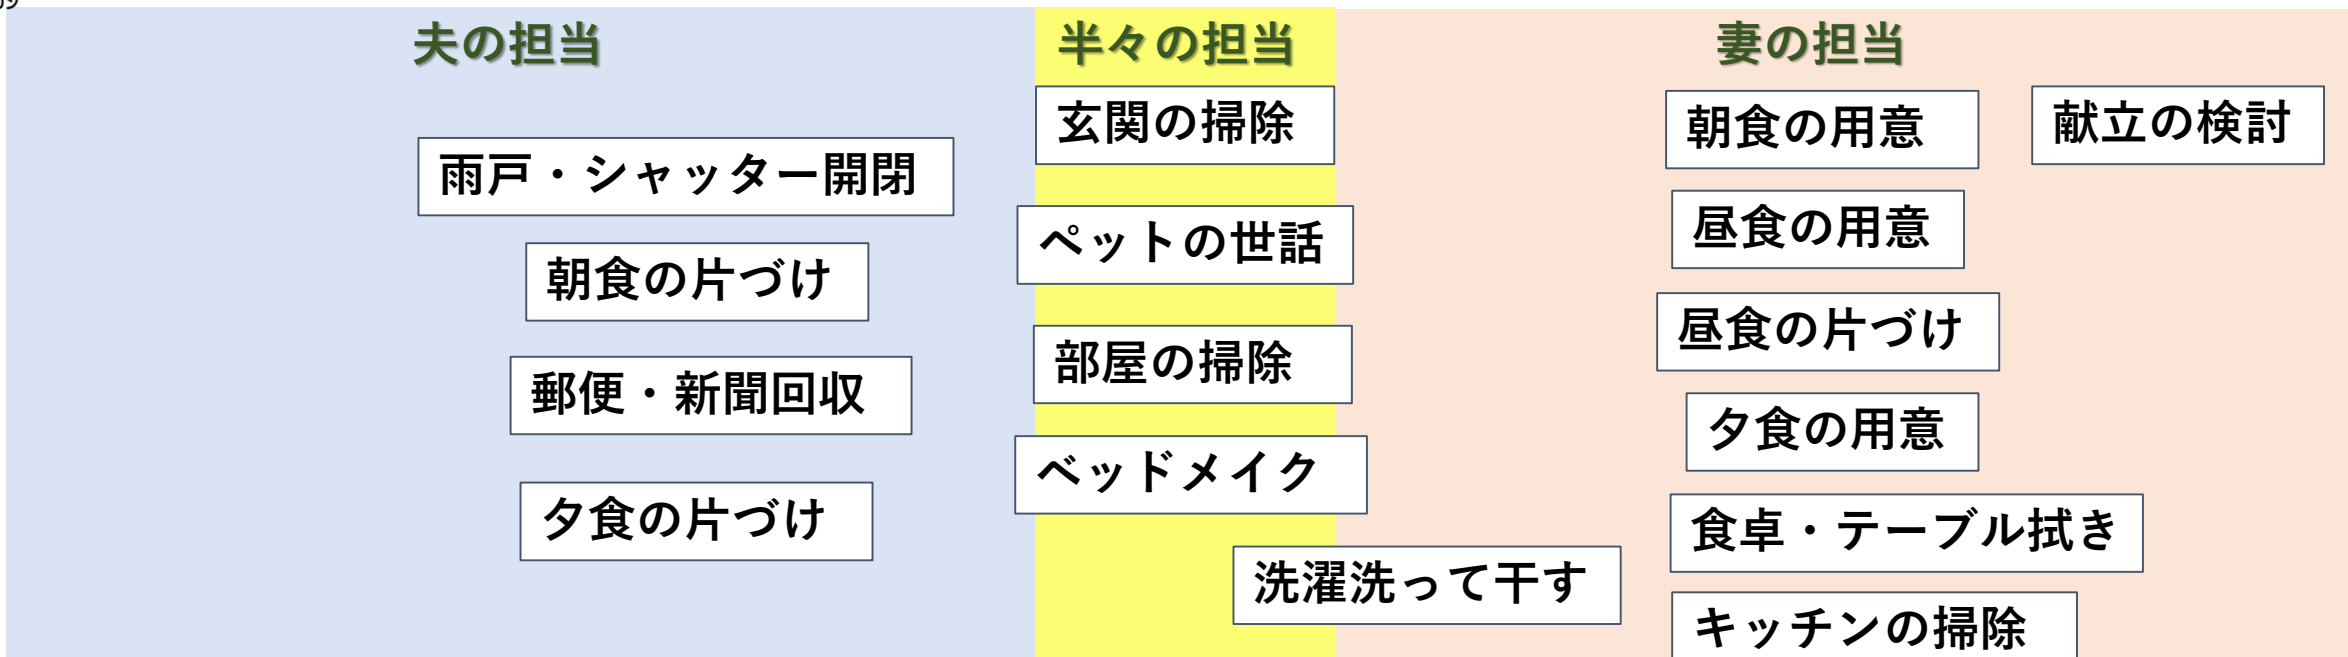 夫の担当
雨戸・シャッター開閉
朝食の片づけ
郵便・新聞回収
夕食の片づけ
半々の担当
玄関の掃除
ペットの世話
部屋の掃除
ベッドメイク
洗濯洗って干す
妻の担当
朝食の用意
献立の検討
昼食の用意
昼食の片づけ
夕食の用意
食卓・テーブル拭き
キッチンの掃除